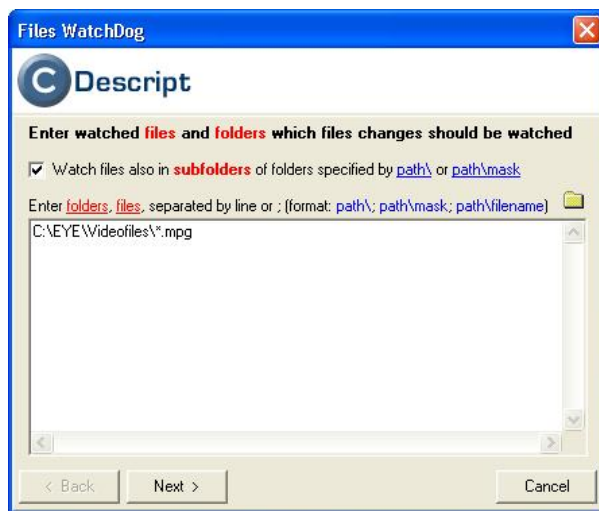 Files WatchDog
C Descript
Enter watched files and folders which files changes should be watched
Watch files also in subfolders of folders specified by path\ or path\mask
Enter folders, files, separated by line or ; (format: path\; path\mask; path\filename)
C:\EYE\Videofiles\*.mpg
< Back Next > Cancel